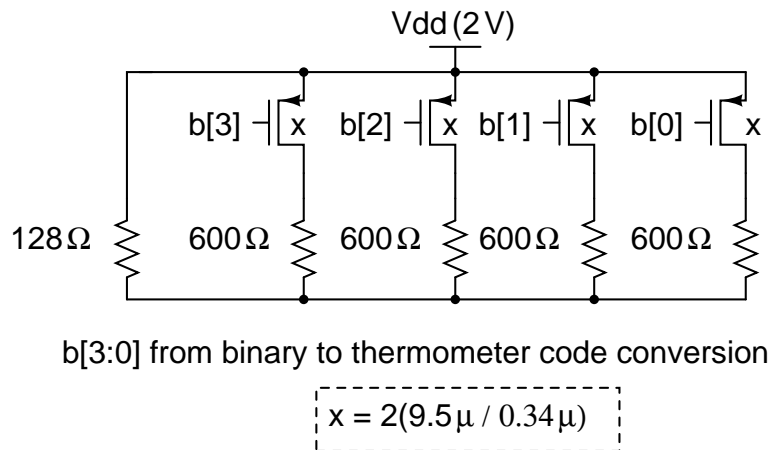 Vdd (2 V)
b[3] x b[2] x b[1] x b[0] x
128 Ω 600 Ω 600 Ω 600 Ω 600 Ω
b[3:0] from binary to thermometer code conversion
x = 2(9.5 μ / 0.34 μ)